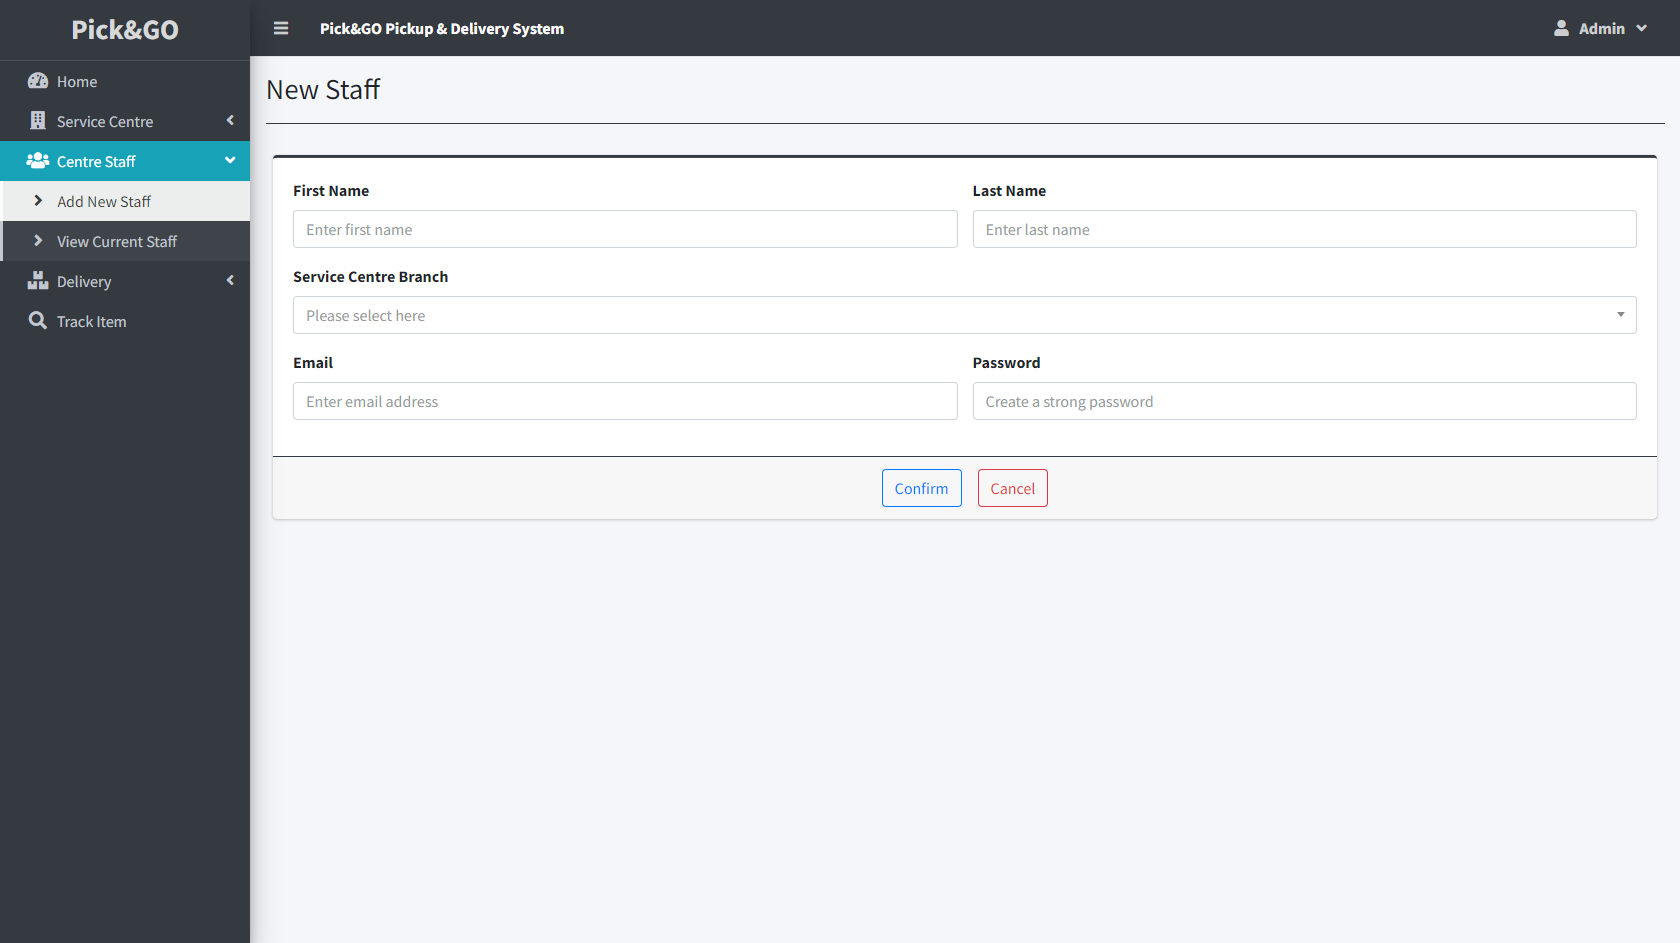 Pick&GO
Pick&GO Pickup & Delivery System
Admin
Home
Service Centre
Centre Staff
Add New Staff
View Current Staff
Delivery
Track Item
New Staff
First Name
Last Name
Enter first name
Enter last name
Service Centre Branch
Please select here
Email
Password
Enter email address
Create a strong password
Confirm
Cancel